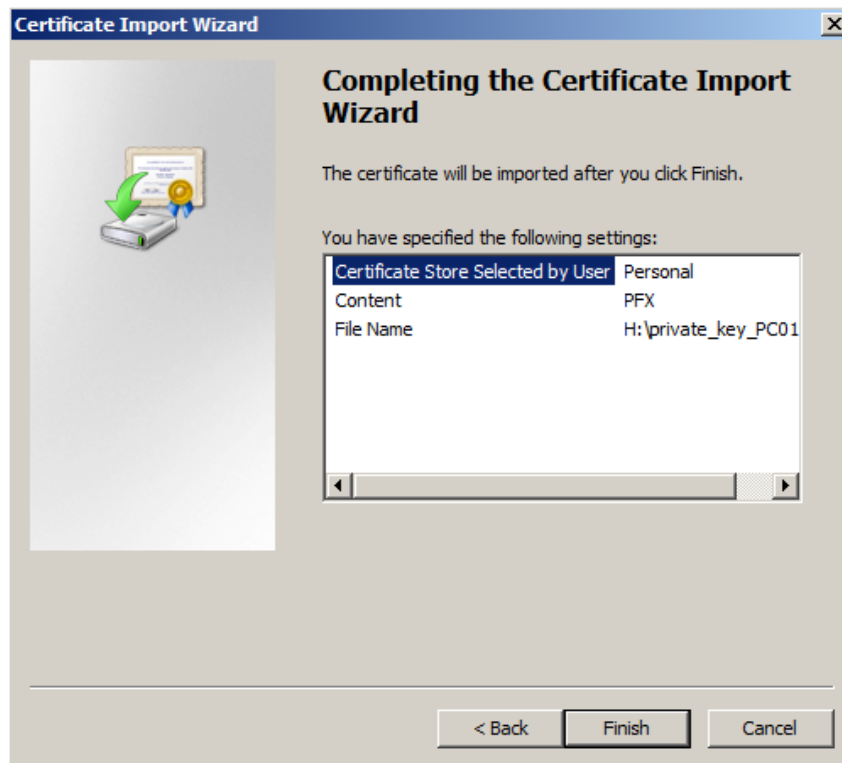 Certificate Import Wizard
Completing the Certificate Import
Wizard
The certificate will be imported after you click Finish.
You have specified the following settings:
Certificate Store Selected by User Personal
Content PFX
File Name H:\private_key_PC01
< Back Finish Cancel